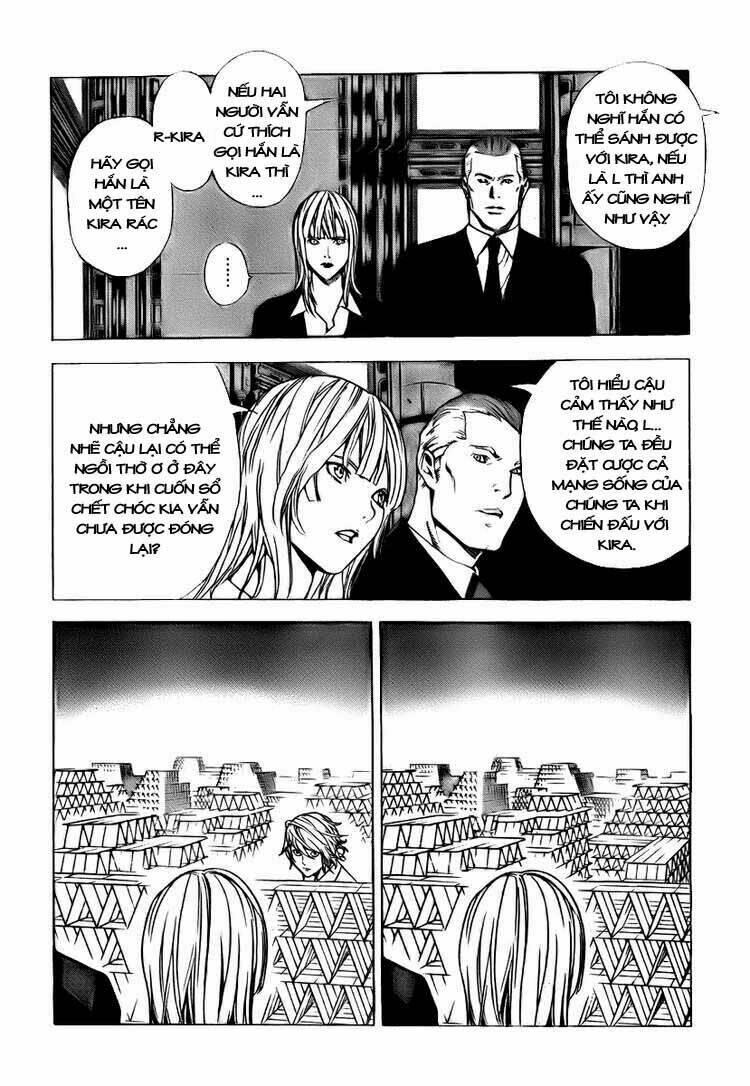 TÔI KHÔNG
NGHĨ HẮN CÓ
THỂ SÁNH ĐƯỢC
VỚI KIRA, NẾU
LÀ L THÌ ANH
ẤY CŨNG NGHĨ
NHƯ VẬY.
NẾU HAI
NGƯỜI VẪN
CỨ THÍCH
GỌI HẮN LÀ
KIRA THÌ
...
R-KIRA
HÃY GỌI
HẮN LÀ
MỘT TÊN
KIRA RÁC
...
......
TÔI HIỂU CẬU
CẢM THẤY NHƯ
THẾ NÀO, L...
CHÚNG TA ĐỀU
ĐẶT CƯỢC CẢ
MẠNG SỐNG CỦA
CHÚNG TA KHI
CHIẾN ĐẤU VỚI
KIRA.
NHƯNG CHẲNG
NHẼ CẬU LẠI CÓ THỂ
NGỒI THỜ Ơ Ở ĐÂY
TRONG KHI CUỐN SỔ
CHẾT CHÓC KIA VẪN
CHƯA ĐƯỢC ĐÓNG
LẠI?